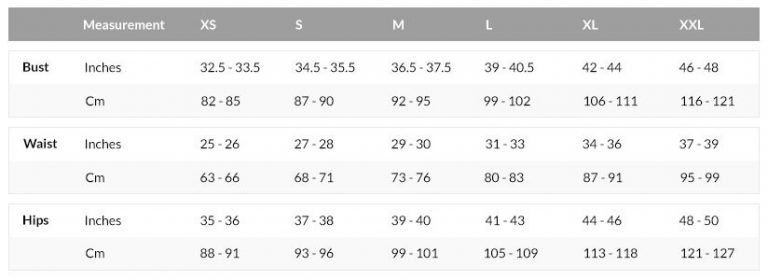 Measurement XS S M L XL XXL
Bust Inches 32.5 - 33.5 34.5 - 35.5 36.5 - 37.5 39 - 40.5 42 - 44 46 - 48
Cm 82 - 85 87 - 90 92 - 95 99 - 102 106 - 111 116 - 121
Waist Inches 25 - 26 27 - 28 29 - 30 31 - 33 34 - 36 37 - 39
Cm 63 - 66 68 - 71 73 - 76 80 - 83 87 - 91 95 - 99
Hips Inches 35 - 36 37 - 38 39 - 40 41 - 43 44 - 46 48 - 50
Cm 88 - 91 93 - 96 99 - 101 105 - 109 113 - 118 121 - 127